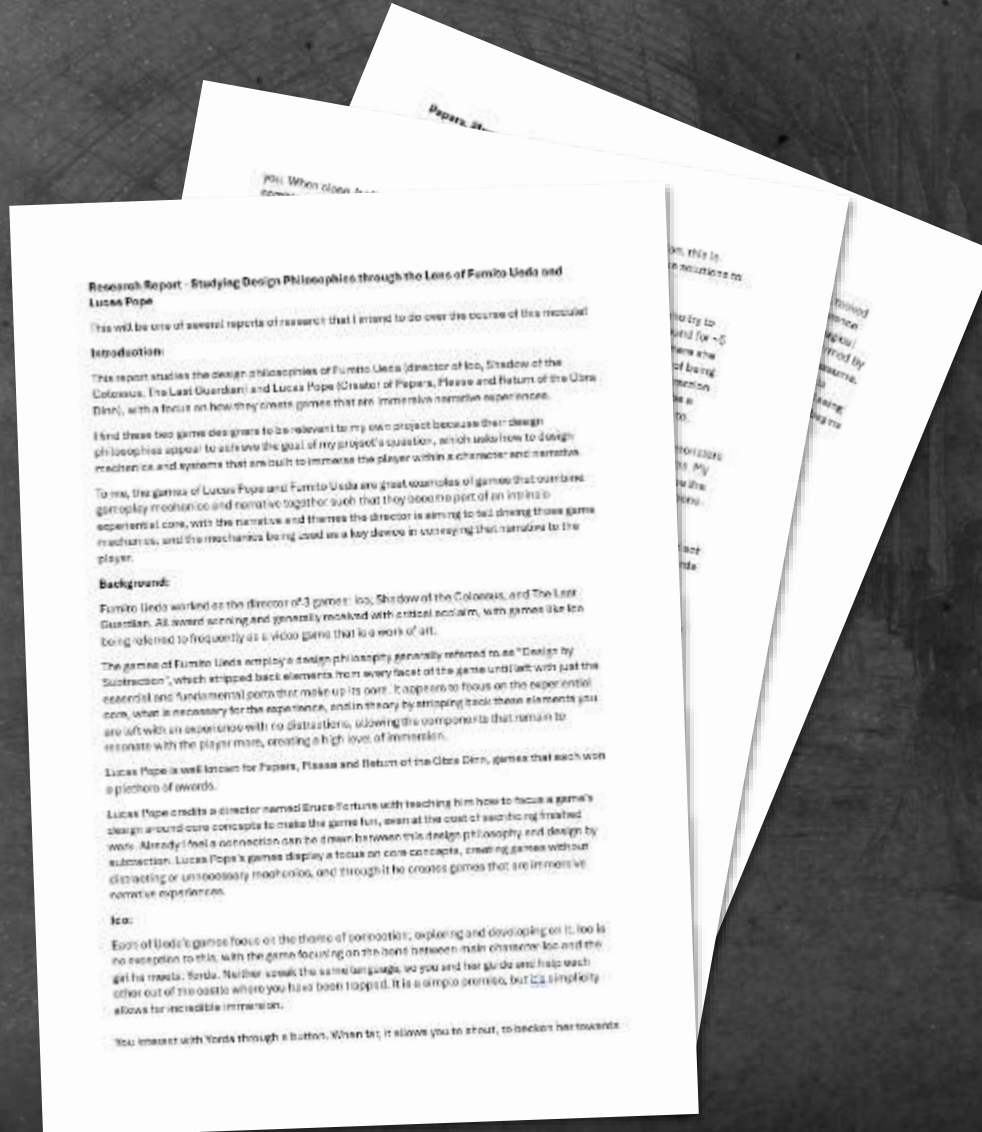 Research Report - Studying Design Philosophies through the Lens of Fumito Ueda and
Lucas Pope
This will be one of several reports of research that I intend to do over the course of this module!
Introduction:
This report studies the design philosophies of Fumito Ueda (director of Ico, Shadow of the
Colossus, The Last Guardian) and Lucas Pope (Creator of Papers, Please and Return of the Obra
Dinn), with a focus on how they create games that are immersive narrative experiences.
I find these two game designers to be relevant to my own project because their design
philosophies appear to achieve the goal of my project's question, which asks how to design
mechanics and systems that are built to immerse the player within a character and narrative.
To me, the games of Lucas Pope and Fumito Ueda are great examples of games that combine
gameplay mechanics and narrative together such that they become part of an intrinsic
experiential core, with the narrative and themes the director is aiming to tell driving those game
mechanics, and the mechanics being used as a key device in conveying that narrative to the
player.
Background:
Fumito Ueda worked as the director of 3 games: Ico, Shadow of the Colossus, and The Last
Guardian. All award winning and generally received with critical acclaim, with games like Ico
being referred to frequently as a video game that is a work of art.
The games of Fumito Ueda employ a design philosophy generally referred to as "Design by
Subtraction", which stripped back elements from every facet of the game until left with just the
essential and fundamental parts that make up its core. It appears to focus on the experiential
core, what is necessary for the experience, and in theory by stripping back these elements you
are left with an experience with no distractions, allowing the components that remain to
resonate with the player more, creating a high level of immersion.
Lucas Pope is well known for Papers, Please and Return of the Obra Dinn, games that each won
a plethora of awards.
Lucas Pope credits a director named Bruce Fortune with teaching him how to focus a game's
design around core concepts to make the game fun, even at the cost of sacrificing finished
work. Already I feel a connection can be drawn between this design philosophy and design by
subtraction. Lucas Pope's games display a focus on core concepts, creating games without
distracting or unnecessary mechanics, and through it he creates games that are immersive
narrative experiences.
Ico:
Each of Ueda's games focus on the theme of connection; exploring and developing on it. Ico is
no exception to this, with the game focusing on the bond between main character Ico and the
girl he meets, Yorda. Neither speak the same language, so you and her guide and help each
other out of the castle where you have been trapped. It is a simple premise, but it's simplicity
allows for incredible immersion.
You interact with Yorda through a button. When far, it allows you to shout, to beckon her towards
you. When close,
Papers,
this is
solutions to
try to
for ~5
she
of being
a
to.
My
the